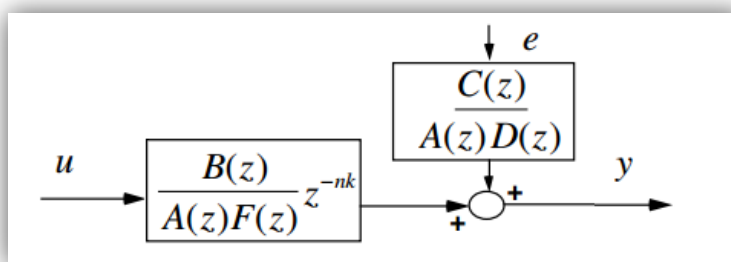 e
C(z)
A(z)D(z)
u
B(z)
A(z)F(z)
z^{-nk}
y
+
+